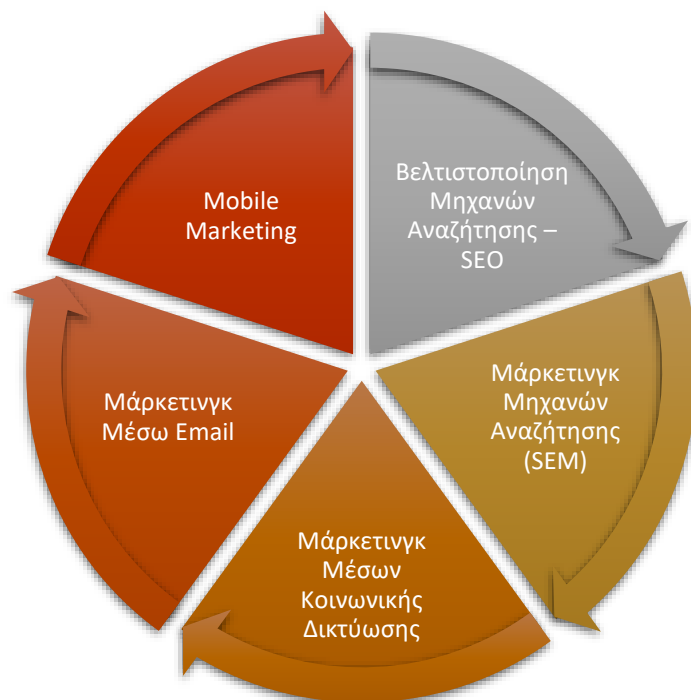 Mobile
Marketing
Βελτιστοποίηση
Μηχανών
Αναζήτησης –
SEO
Μάρκετινγκ
Μηχανών
Αναζήτησης
(SEM)
Μάρκετινγκ
Μέσων
Κοινωνικής
Δικτύωσης
Μάρκετινγκ
Μέσω Email